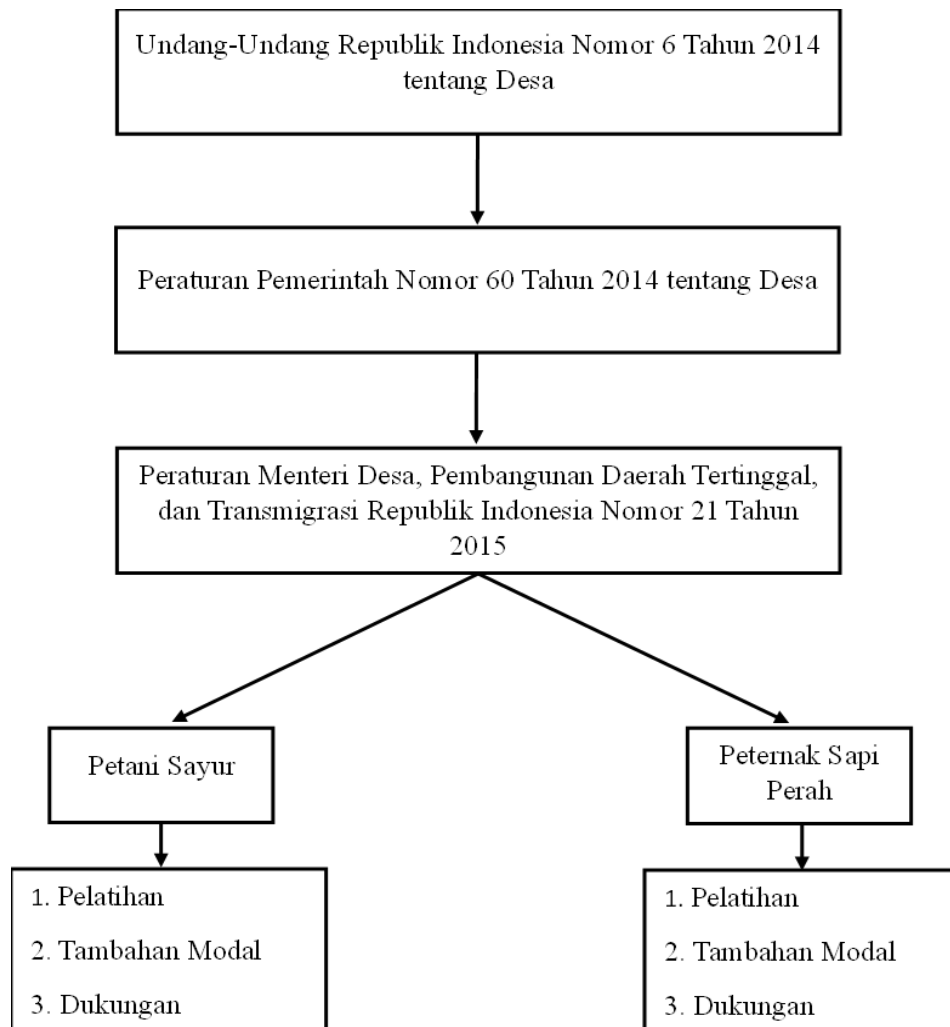 Undang-Undang Republik Indonesia Nomor 6 Tahun 2014
tentang Desa
Peraturan Pemerintah Nomor 60 Tahun 2014 tentang Desa
Peraturan Menteri Desa, Pembangunan Daerah Tertinggal,
dan Transmigrasi Republik Indonesia Nomor 21 Tahun
2015
Petani Sayur
Peternak Sapi
Perah
1. Pelatihan
2. Tambahan Modal
3. Dukungan
1. Pelatihan
2. Tambahan Modal
3. Dukungan